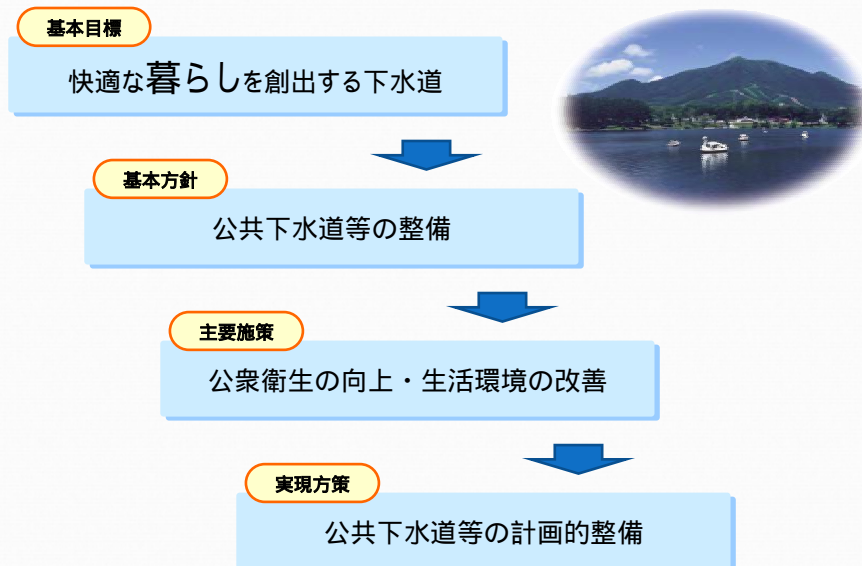 基本目標
快適な暮らしを創出する下水道
基本方針
公共下水道等の整備
主要施策
公衆衛生の向上・生活環境の改善
実現方策
公共下水道等の計画的整備